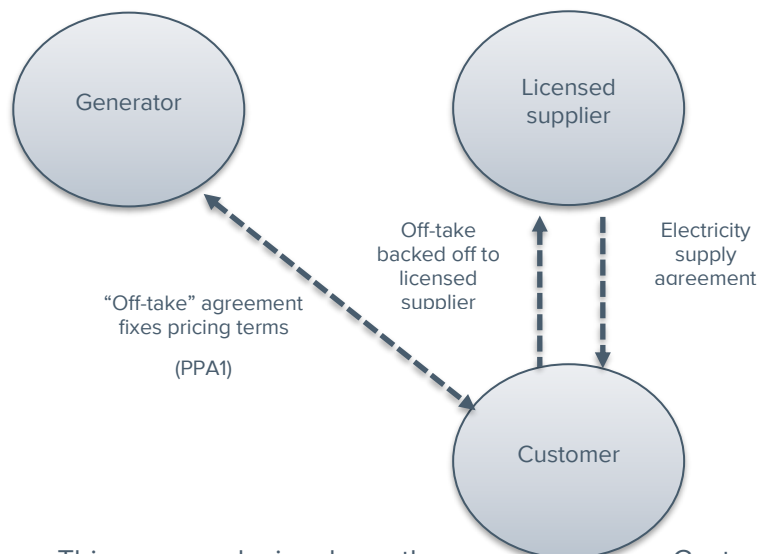 Generator
Licensed
supplier
Off-take
backed off to
licensed
supplier
Electricity
supply
agreement
“Off-take” agreement
fixes pricing terms
(PPA1)
Customer